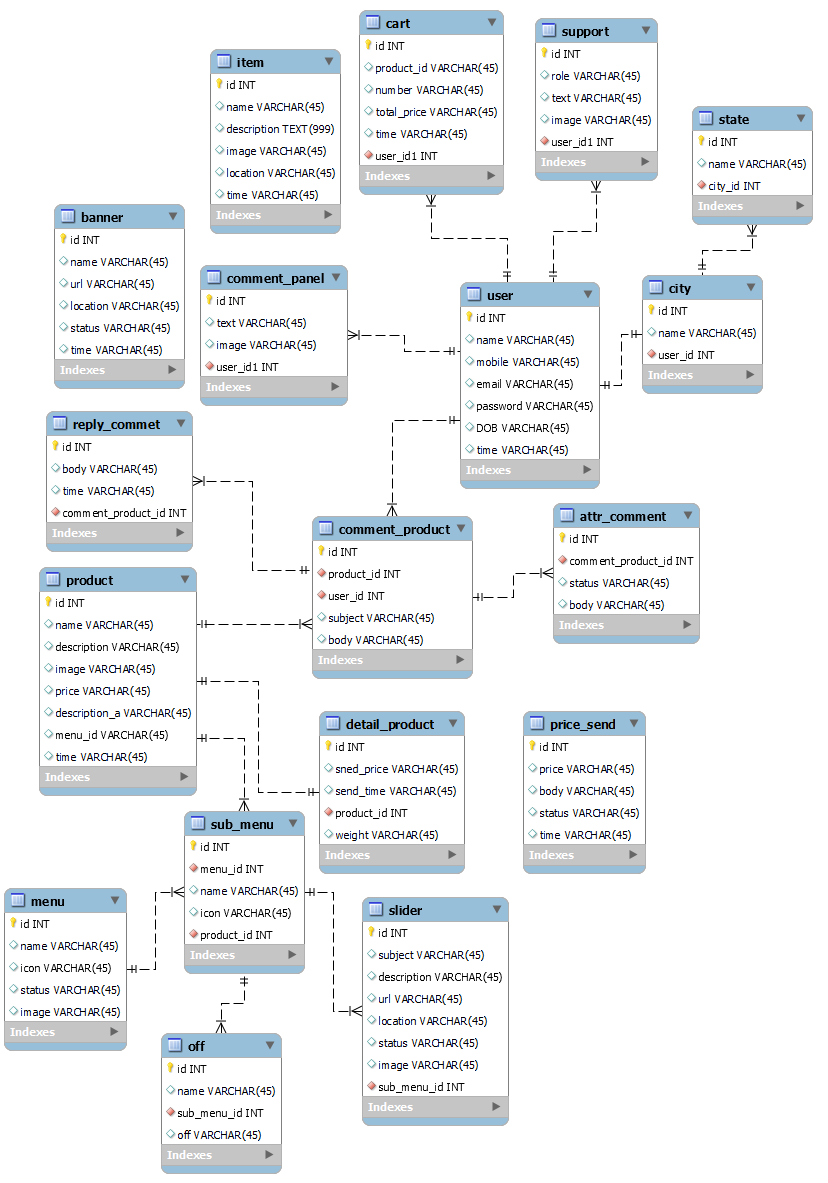 cart
id INT
product_id VARCHAR(45)
number VARCHAR(45)
total_price VARCHAR(45)
time VARCHAR(45)
user_id1 INT
Indexes
support
id INT
role VARCHAR(45)
text VARCHAR(45)
image VARCHAR(45)
user_id1 INT
Indexes
item
id INT
name VARCHAR(45)
description TEXT(999)
image VARCHAR(45)
location VARCHAR(45)
time VARCHAR(45)
Indexes
state
id INT
name VARCHAR(45)
city_id INT
Indexes
banner
id INT
name VARCHAR(45)
url VARCHAR(45)
location VARCHAR(45)
status VARCHAR(45)
time VARCHAR(45)
Indexes
comment_panel
id INT
text VARCHAR(45)
image VARCHAR(45)
user_id1 INT
Indexes
user
id INT
name VARCHAR(45)
mobile VARCHAR(45)
email VARCHAR(45)
password VARCHAR(45)
DOB VARCHAR(45)
time VARCHAR(45)
Indexes
city
id INT
name VARCHAR(45)
user_id INT
Indexes
reply_commet
id INT
body VARCHAR(45)
time VARCHAR(45)
comment_product_id INT
Indexes
comment_product
id INT
product_id INT
user_id INT
subject VARCHAR(45)
body VARCHAR(45)
Indexes
attr_comment
id INT
comment_product_id INT
status VARCHAR(45)
body VARCHAR(45)
Indexes
product
id INT
name VARCHAR(45)
description VARCHAR(45)
image VARCHAR(45)
price VARCHAR(45)
description_a VARCHAR(45)
menu_id VARCHAR(45)
time VARCHAR(45)
Indexes
detail_product
id INT
sned_price VARCHAR(45)
send_time VARCHAR(45)
product_id INT
weight VARCHAR(45)
Indexes
price_send
id INT
price VARCHAR(45)
body VARCHAR(45)
status VARCHAR(45)
time VARCHAR(45)
Indexes
sub_menu
id INT
menu_id INT
name VARCHAR(45)
icon VARCHAR(45)
product_id INT
Indexes
menu
id INT
name VARCHAR(45)
icon VARCHAR(45)
status VARCHAR(45)
image VARCHAR(45)
Indexes
slider
id INT
subject VARCHAR(45)
description VARCHAR(45)
url VARCHAR(45)
location VARCHAR(45)
status VARCHAR(45)
image VARCHAR(45)
sub_menu_id INT
Indexes
off
id INT
name VARCHAR(45)
sub_menu_id INT
off VARCHAR(45)
Indexes